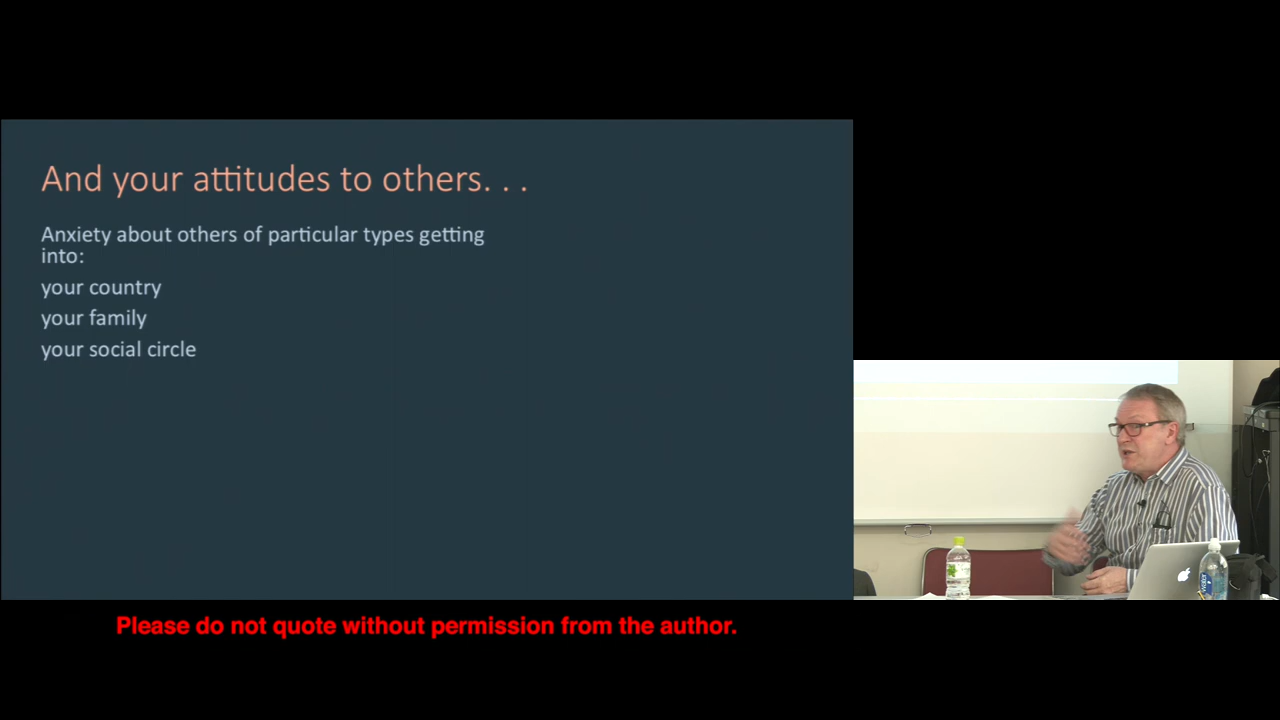 And your attitudes to others. . .
Anxiety about others of particular types getting
into:
your country
your family
your social circle
Please do not quote without permission from the author.